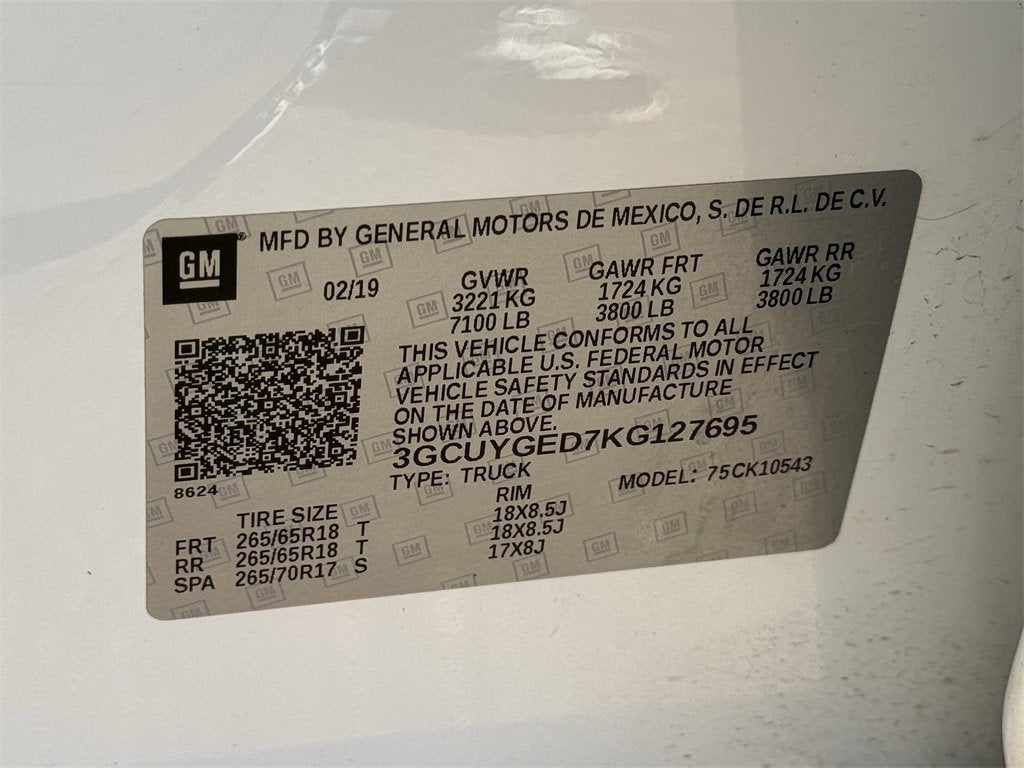 GM ® MFD BY GENERAL MOTORS DE MEXICO, S. DE R.L. DE C.V.
02/19 GVWR GAWR FRT GAWR RR
3221 KG 1724 KG 1724 KG
7100 LB 3800 LB 3800 LB
THIS VEHICLE CONFORMS TO ALL
APPLICABLE U.S. FEDERAL MOTOR
VEHICLE SAFETY STANDARDS IN EFFECT
ON THE DATE OF MANUFACTURE
SHOWN ABOVE.
3GCUYGED7KG127695
8624 TYPE: TRUCK MODEL: 75CK10543
TIRE SIZE RIM
FRT 265/65R18 T 18X8.5J
RR 265/65R18 T 18X8.5J
SPA 265/70R17 S 17X8J